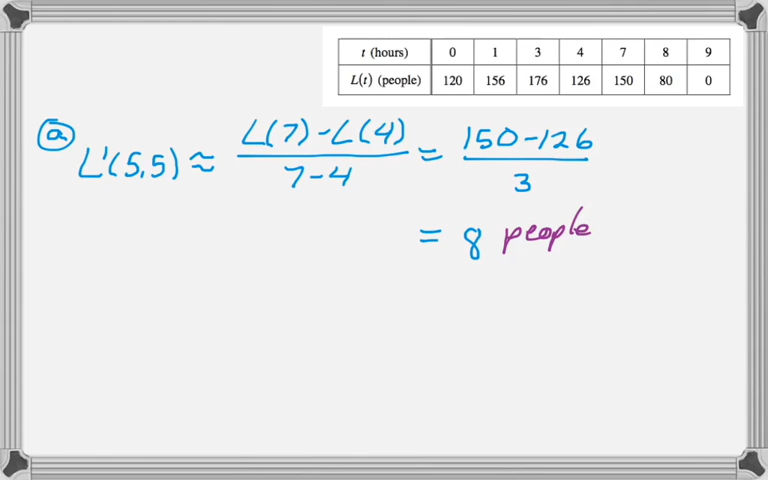 t (hours) 0 1 3 4 7 8 9
L(t) (people) 120 156 176 126 150 80 0
(a) L'(5.5) ≈ L(7)-L(4) / 7-4 = 150-126 / 3
= 8 people